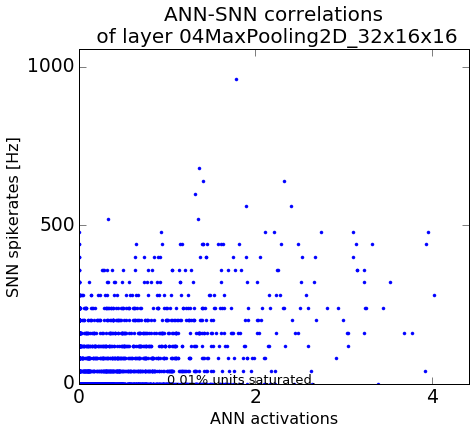 ANN-SNN correlations
of layer 04MaxPooling2D_32x16x16
1000
500
0
SNN spikerates [Hz]
0.01% units saturated
0 2 4
ANN activations